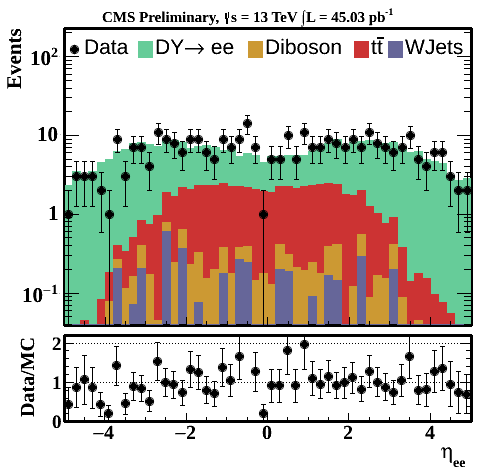 CMS Preliminary, √s = 13 TeV ∫L = 45.03 pb⁻¹
Events
Data DY→ ee Diboson tt̄ WJets
10²
10
1
10⁻¹
Data/MC
2
1
0
−4 −2 0 2 4
η_ee